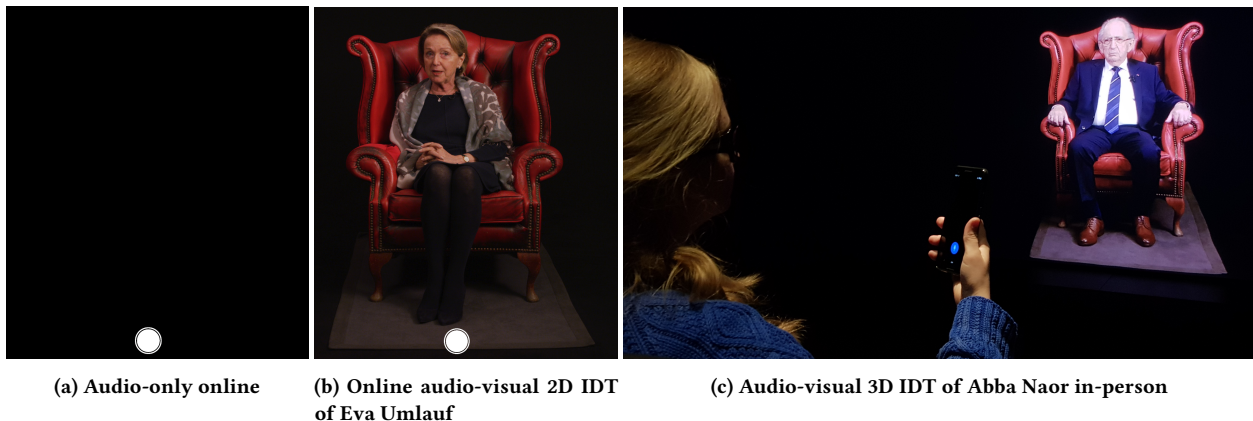 (a) Audio-only online
(b) Online audio-visual 2D IDT
of Eva Umlauf
(c) Audio-visual 3D IDT of Abba Naor in-person